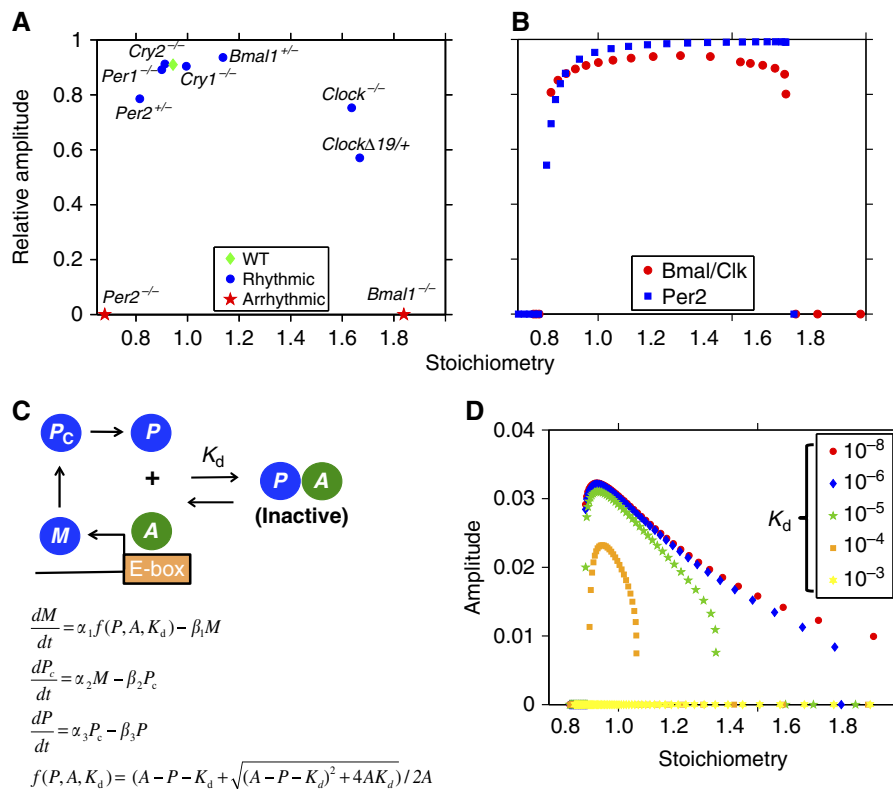 A
Relative amplitude
1
0.8
0.6
0.4
0.2
0
Cry2−/−
Bmal1+/−
Per1−/−
Cry1−/−
Per2+/−
Clock−/−
ClockΔ19/+
WT
Rhythmic
Arrhythmic
Per2−/−
Bmal1−/−
0.8 1.0 1.2 1.4 1.6 1.8
B
Bmal/Clk
Per2
0.8 1.0 1.2 1.4 1.6 1.8
Stoichiometry
C
PC P
+
Kd
P A
(Inactive)
M A
E-box
dM/dt = α1 f(P, A, Kd) − β1M
dPc/dt = α2M − β2Pc
dP/dt = α3Pc − β3P
f(P, A, Kd) = (A − P − Kd + √((A − P − Kd)² + 4AKd)) / 2A
D
Amplitude
0.04
0.03
0.02
0.01
0
Kd
10−8
10−6
10−5
10−4
10−3
0.8 1.0 1.2 1.4 1.6 1.8
Stoichiometry